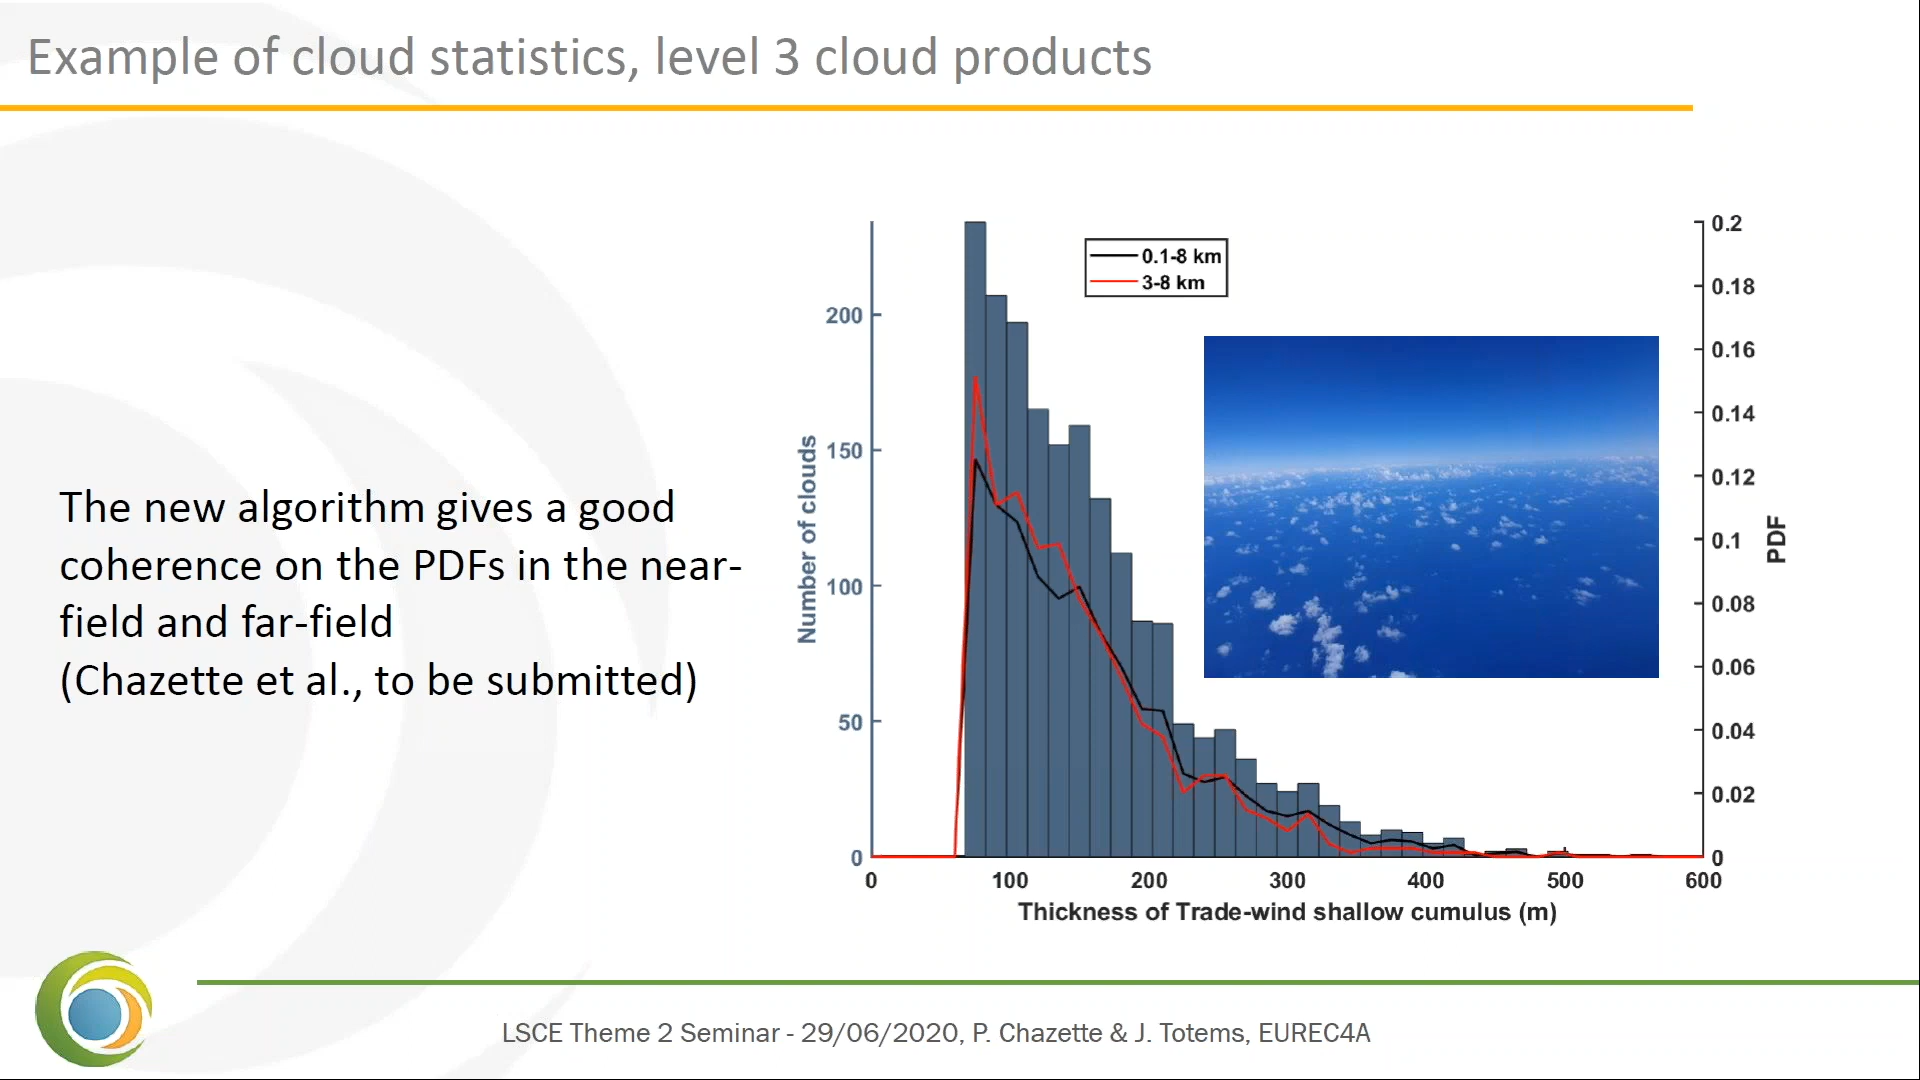 Example of cloud statistics, level 3 cloud products
The new algorithm gives a good
coherence on the PDFs in the near-
field and far-field
(Chazette et al., to be submitted)
0.1-8 km
3-8 km
Number of clouds
200
150
100
50
0
0.2
0.18
0.16
0.14
0.12
0.1
0.08
0.06
0.04
0.02
0
PDF
0 100 200 300 400 500 600
Thickness of Trade-wind shallow cumulus (m)
LSCE Theme 2 Seminar - 29/06/2020, P. Chazette & J. Totems, EUREC4A